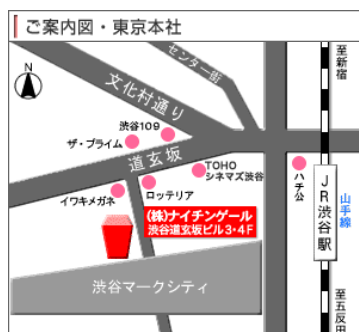 ご案内図・東京本社
N
センター街
至新宿
文化村通り
渋谷109
ザ・プライム
道玄坂
TOHO
シネマズ渋谷
ハチ公
JR渋谷駅
山手線
イワキメガネ
ロッテリア
(株)ナイチンゲール
渋谷道玄坂ビル3・4F
渋谷マークシティ
至五反田